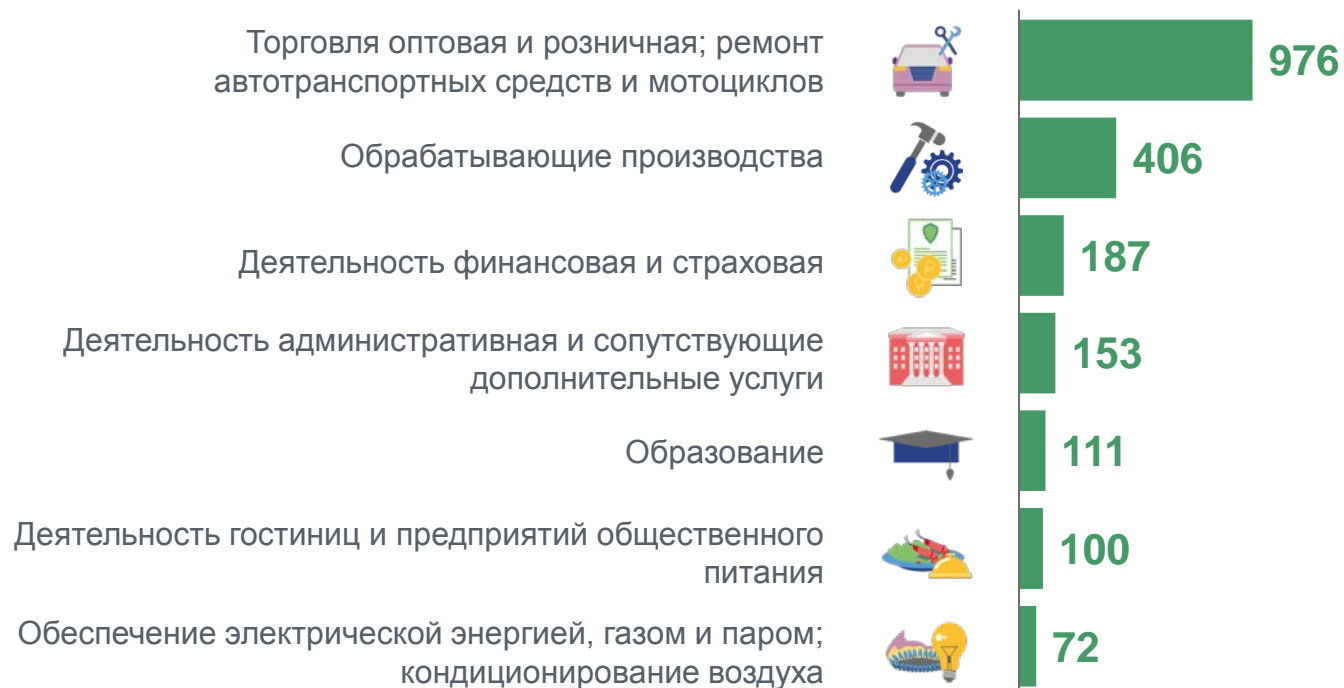 Торговля оптовая и розничная; ремонт
автотранспортных средств и мотоциклов
976
Обрабатывающие производства
406
Деятельность финансовая и страховая
187
Деятельность административная и сопутствующие
дополнительные услуги
153
Образование
111
Деятельность гостиниц и предприятий общественного
питания
100
Обеспечение электрической энергией, газом и паром;
кондиционирование воздуха
72